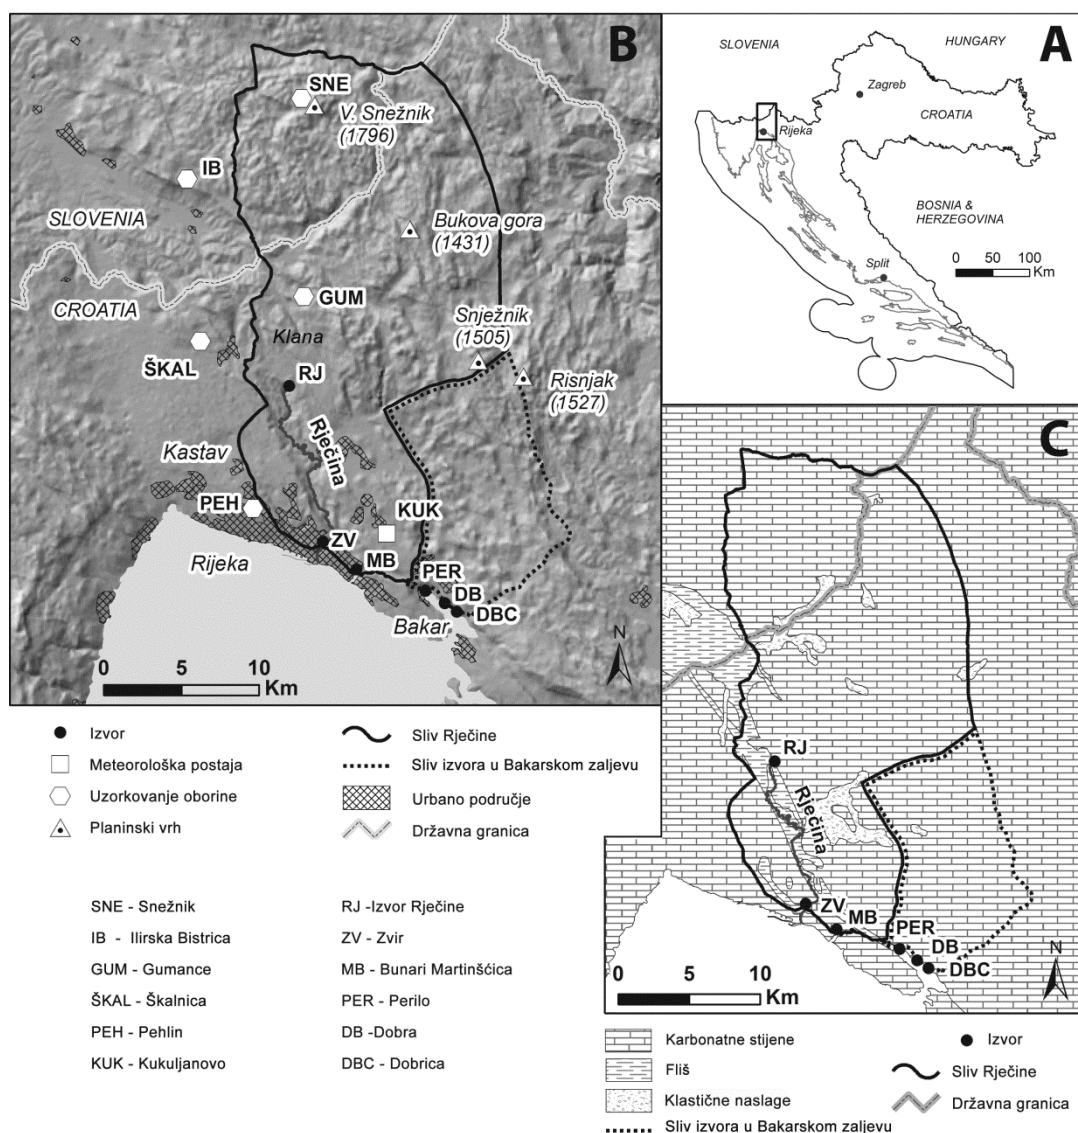 B
SNE
V. Snežnik
(1796)
IB
SLOVENIA
Bukova gora
(1431)
CROATIA
GUM
Klana
Snježnik
(1505)
ŠKAL
RJ
Risnjak
(1527)
Rječina
Kastav
PEH
KUK
ZV
Rijeka
MB
PER
DB
DBC
Bakar
N
0 5 10
Km
A
SLOVENIA
HUNGARY
Zagreb
CROATIA
Rijeka
BOSNIA &
HERZEGOVINA
Split
0 50 100
Km
C
RJ
Rječina
ZV
MB
PER
DB
DBC
N
0 5 10
Km
Izvor
Meteorološka postaja
Uzorkovanje oborine
Planinski vrh
Sliv Rječine
Sliv izvora u Bakarskom zaljevu
Urbano područje
Državna granica
SNE - Snežnik
IB - Ilirska Bistrica
GUM - Gumance
ŠKAL - Škalnica
PEH - Pehlin
KUK - Kukuljanovo
RJ -Izvor Rječine
ZV - Zvir
MB - Bunari Martinšćica
PER - Perilo
DB -Dobra
DBC - Dobrica
Karbonatne stijene
Fliš
Klastične naslage
Sliv izvora u Bakarskom zaljevu
Izvor
Sliv Rječine
Državna granica